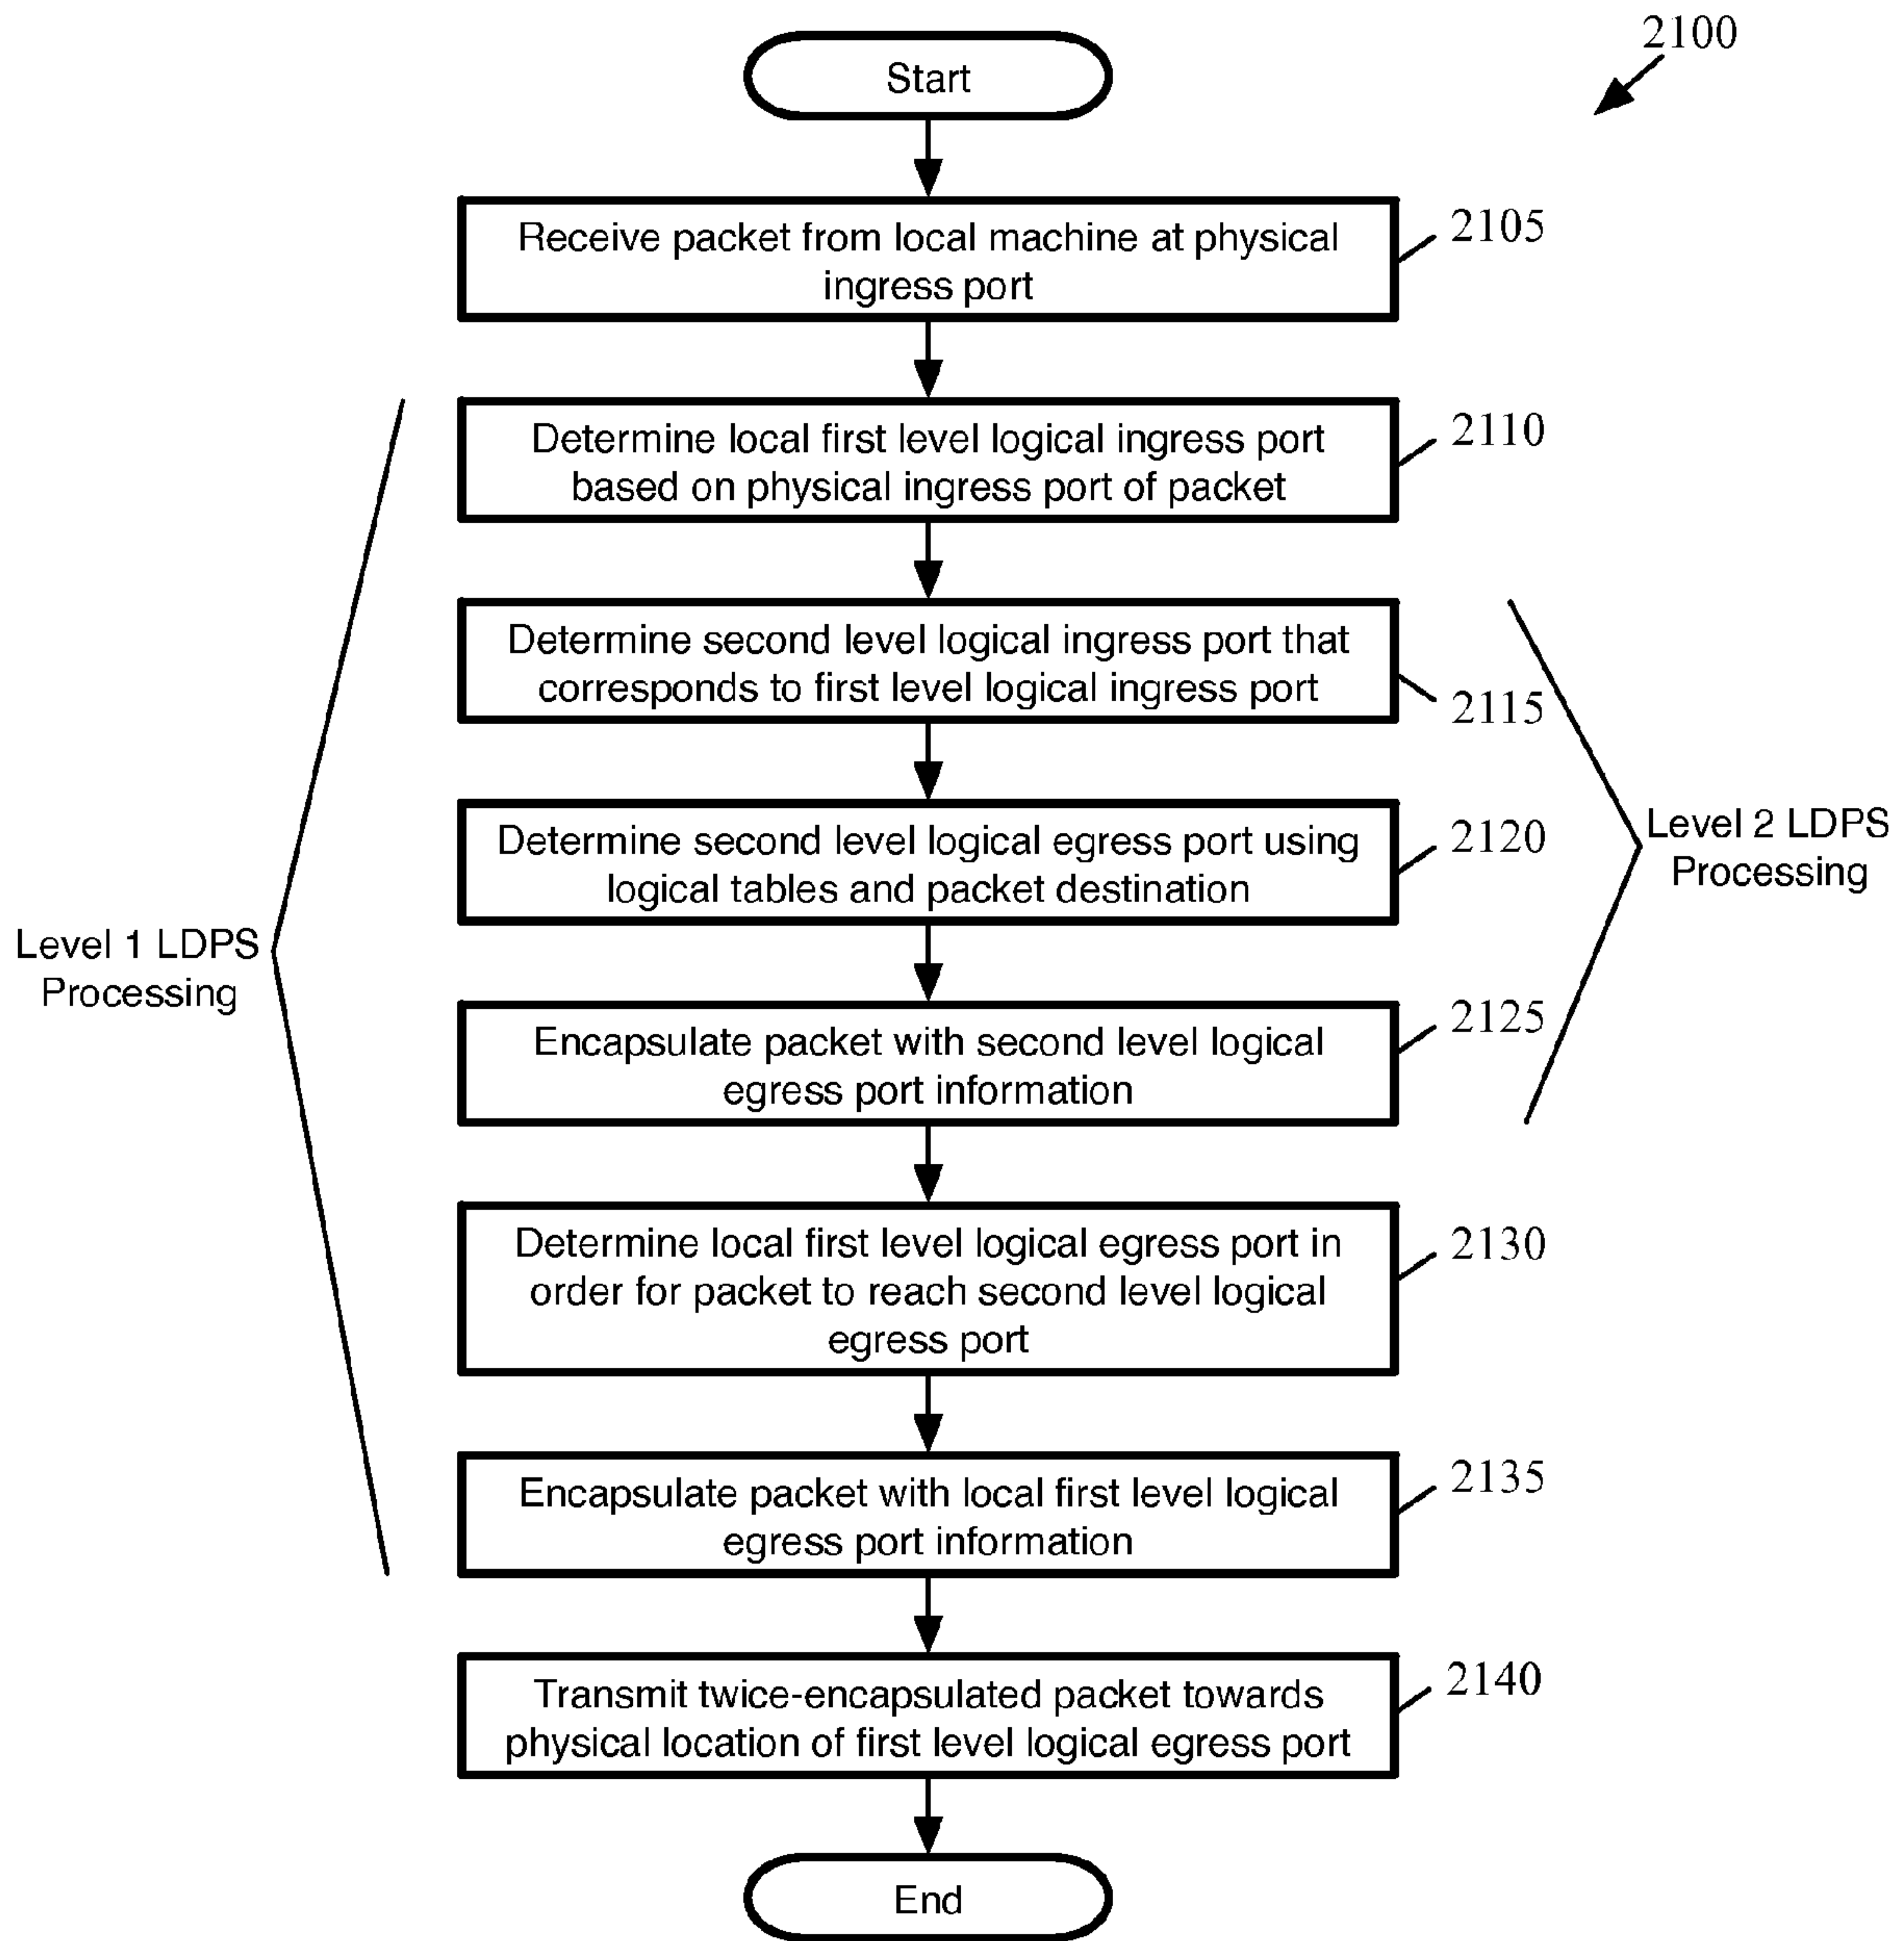 2100
Start
Receive packet from local machine at physical
ingress port
2105
Determine local first level logical ingress port
based on physical ingress port of packet
2110
Determine second level logical ingress port that
corresponds to first level logical ingress port
2115
Determine second level logical egress port using
logical tables and packet destination
2120
Level 2 LDPS
Processing
Level 1 LDPS
Processing
Encapsulate packet with second level logical
egress port information
2125
Determine local first level logical egress port in
order for packet to reach second level logical
egress port
2130
Encapsulate packet with local first level logical
egress port information
2135
Transmit twice-encapsulated packet towards
physical location of first level logical egress port
2140
End